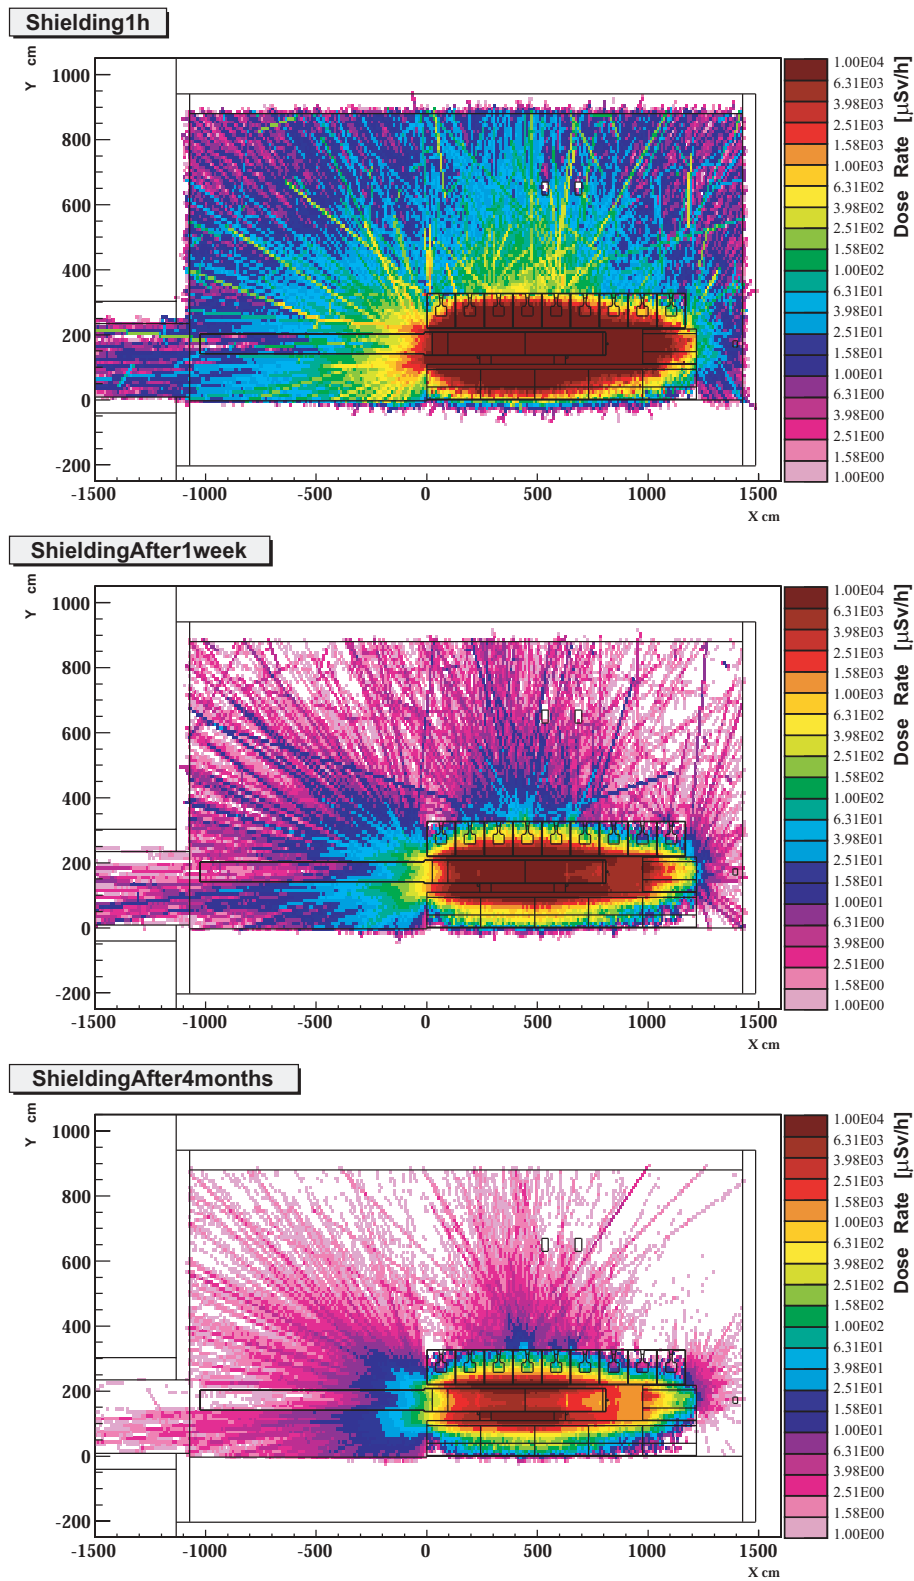 Shielding1h
Y cm
1000
800
600
400
200
0
-200
-1500
-1000
-500
0
500
1000
1500
X cm
1.00E04
6.31E03
3.98E03
2.51E03
1.58E03
1.00E03
6.31E02
3.98E02
2.51E02
1.58E02
1.00E02
6.31E01
3.98E01
2.51E01
1.58E01
1.00E01
6.31E00
3.98E00
2.51E00
1.58E00
1.00E00
Dose Rate [μSv/h]
ShieldingAfter1week
Y cm
1000
800
600
400
200
0
-200
-1500
-1000
-500
0
500
1000
1500
X cm
1.00E04
6.31E03
3.98E03
2.51E03
1.58E03
1.00E03
6.31E02
3.98E02
2.51E02
1.58E02
1.00E02
6.31E01
3.98E01
2.51E01
1.58E01
1.00E01
6.31E00
3.98E00
2.51E00
1.58E00
1.00E00
Dose Rate [μSv/h]
ShieldingAfter4months
Y cm
1000
800
600
400
200
0
-200
-1500
-1000
-500
0
500
1000
1500
X cm
1.00E04
6.31E03
3.98E03
2.51E03
1.58E03
1.00E03
6.31E02
3.98E02
2.51E02
1.58E02
1.00E02
6.31E01
3.98E01
2.51E01
1.58E01
1.00E01
6.31E00
3.98E00
2.51E00
1.58E00
1.00E00
Dose Rate [μSv/h]